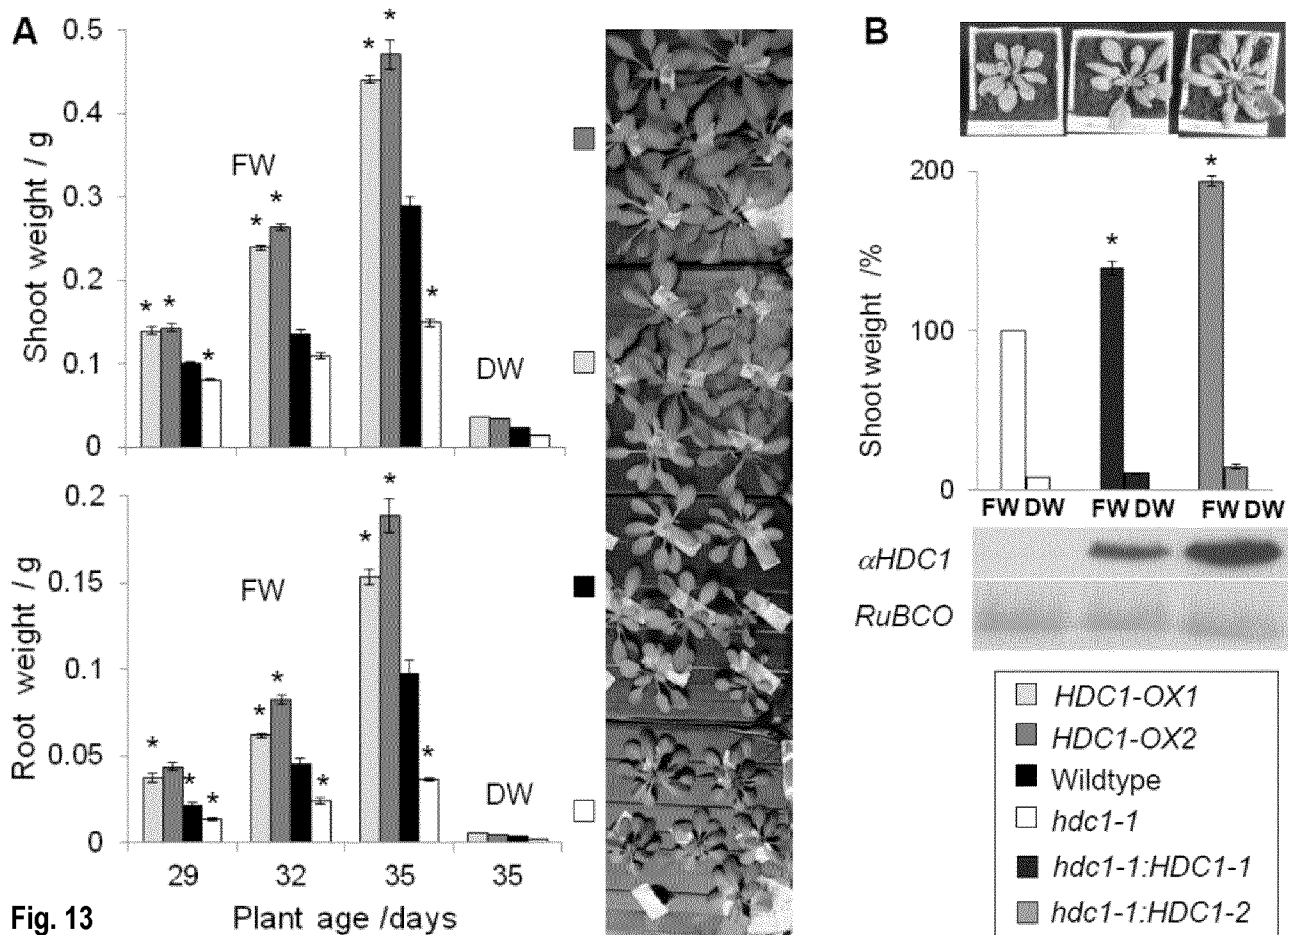 A
Shoot weight / g
0.5
0.4
0.3
0.2
0.1
0
FW
DW
* * * * * * * *
Root weight / g
0.2
0.15
0.1
0.05
0
FW
DW
* * * * * * * * *
29 32 35 35
Plant age /days
Fig. 13
B
Shoot weight /%
200
100
0
* *
FW DW FW DW FW DW
αHDC1
RuBCO
HDC1-OX1
HDC1-OX2
Wildtype
hdc1-1
hdc1-1:HDC1-1
hdc1-1:HDC1-2